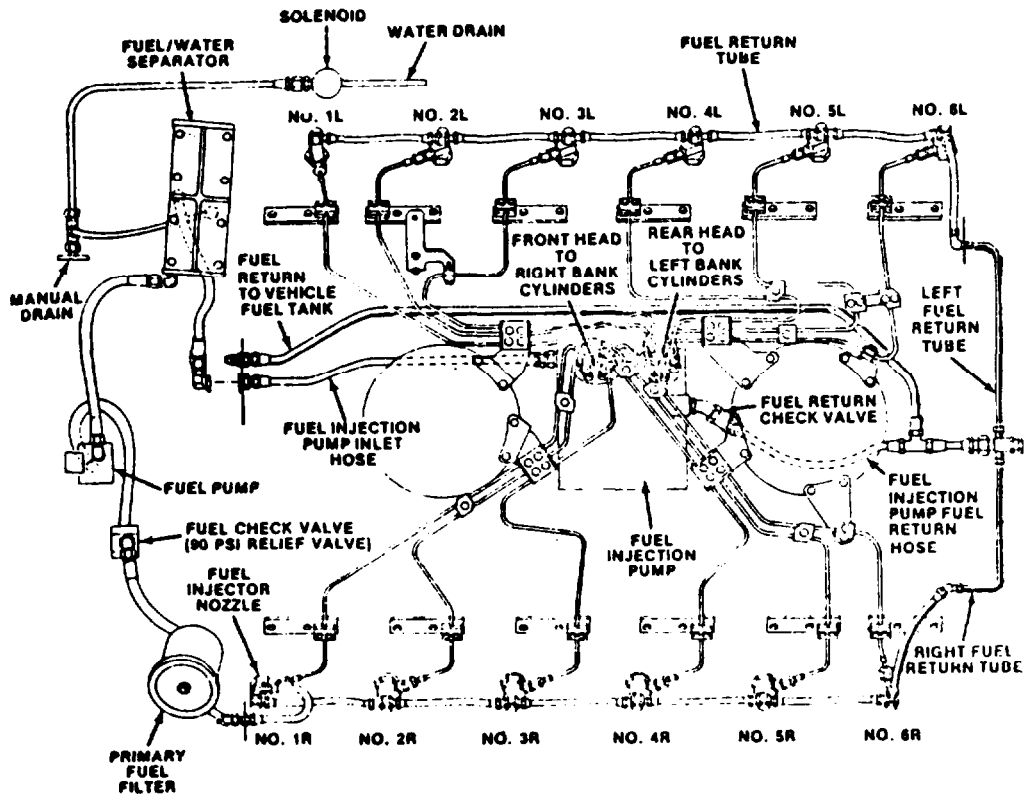 SOLENOID
WATER DRAIN
FUEL/WATER
SEPARATOR
FUEL RETURN
TUBE
NO. 1L
NO. 2L
NO. 3L
NO. 4L
NO. 5L
NO. 6L
MANUAL
DRAIN
FUEL
RETURN
TO VEHICLE
FUEL TANK
FRONT HEAD
TO
RIGHT BANK
CYLINDERS
REAR HEAD
TO
LEFT BANK
CYLINDERS
LEFT
FUEL
RETURN
TUBE
FUEL INJECTION
PUMP INLET
HOSE
FUEL RETURN
CHECK VALVE
FUEL PUMP
FUEL
INJECTION
PUMP FUEL
RETURN
HOSE
FUEL CHECK VALVE
(90 PSI RELIEF VALVE)
FUEL
INJECTION
PUMP
FUEL
INJECTOR
NOZZLE
RIGHT FUEL
RETURN TUBE
NO. 1R
NO. 2R
NO. 3R
NO. 4R
NO. 5R
NO. 6R
PRIMARY
FUEL
FILTER